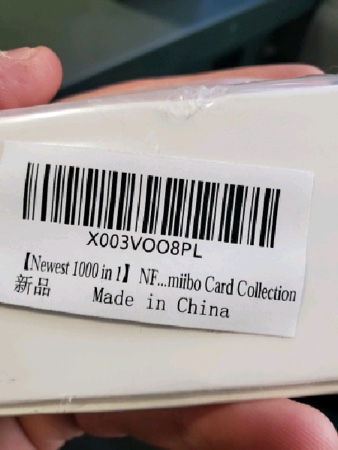 X003VOO8PL
【Newest 1000 in 1】 NF...miibo Card Collection
新品
Made in China